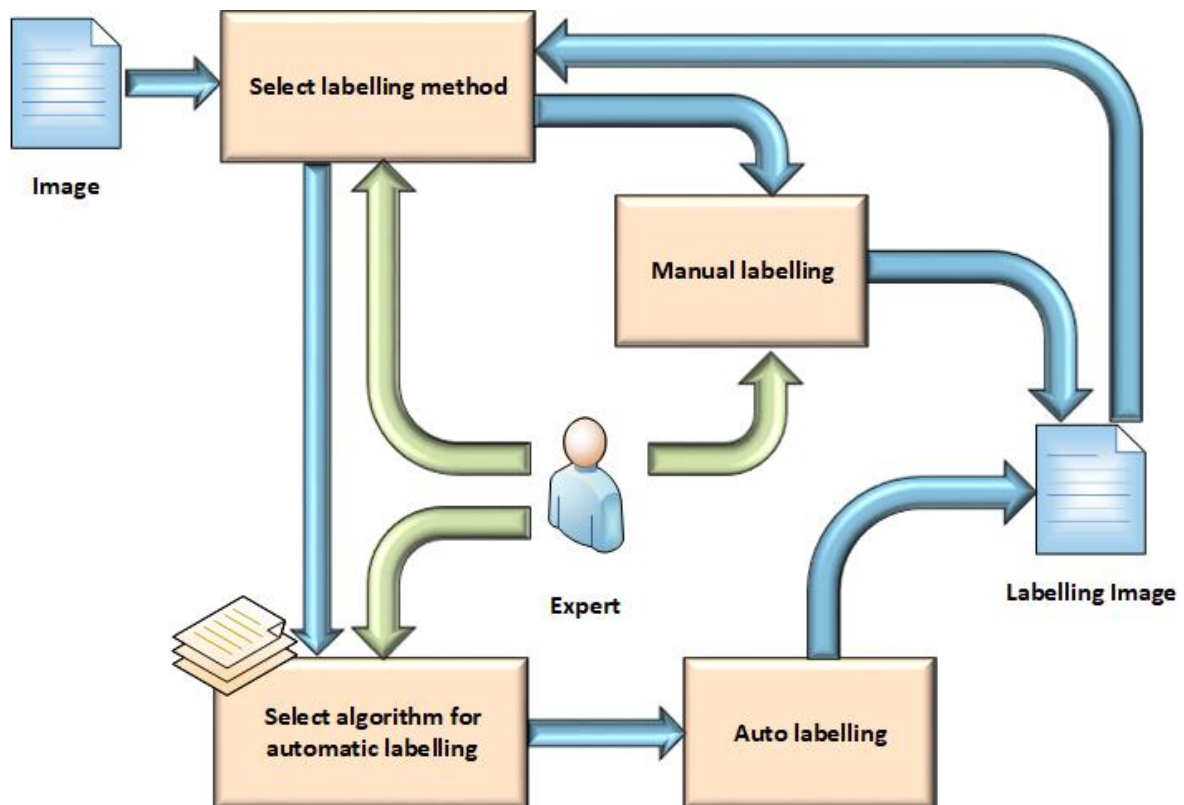 Select labelling method
Image
Manual labelling
Expert
Labelling Image
Select algorithm for
automatic labelling
Auto labelling